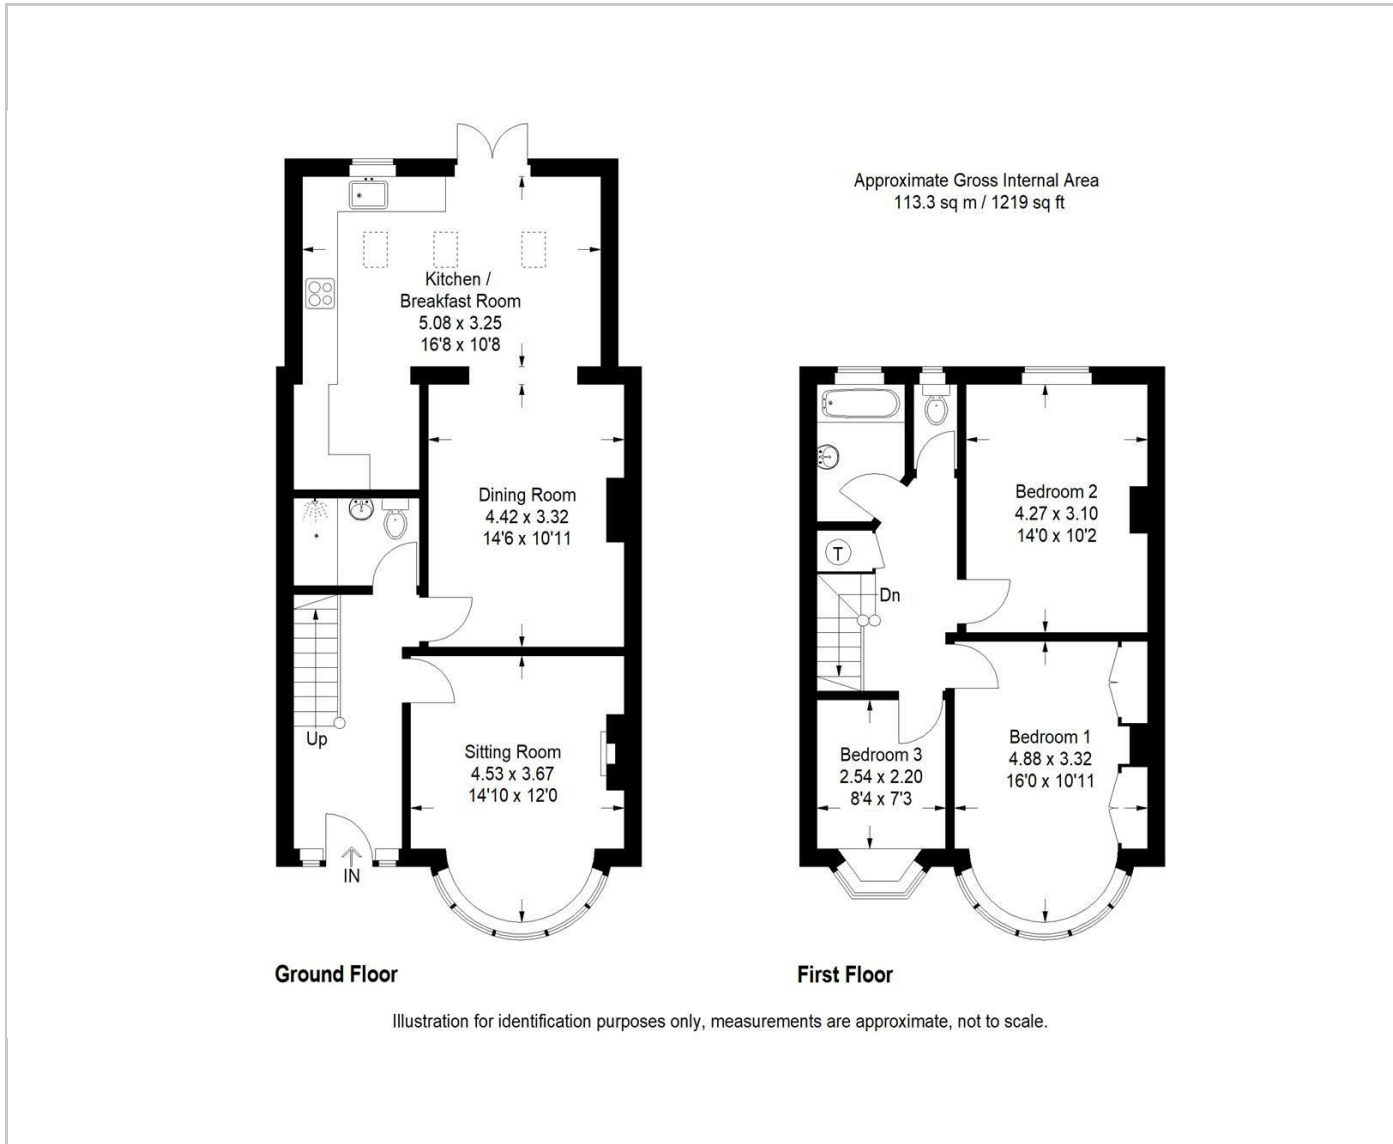 Approximate Gross Internal Area
113.3 sq m / 1219 sq ft
Kitchen /
Breakfast Room
5.08 x 3.25
16'8 x 10'8
Dining Room
4.42 x 3.32
14'6 x 10'11
Up
Sitting Room
4.53 x 3.67
14'10 x 12'0
IN
Ground Floor
Bedroom 2
4.27 x 3.10
14'0 x 10'2
T
Dn
Bedroom 1
4.88 x 3.32
16'0 x 10'11
Bedroom 3
2.54 x 2.20
8'4 x 7'3
First Floor
Illustration for identification purposes only, measurements are approximate, not to scale.